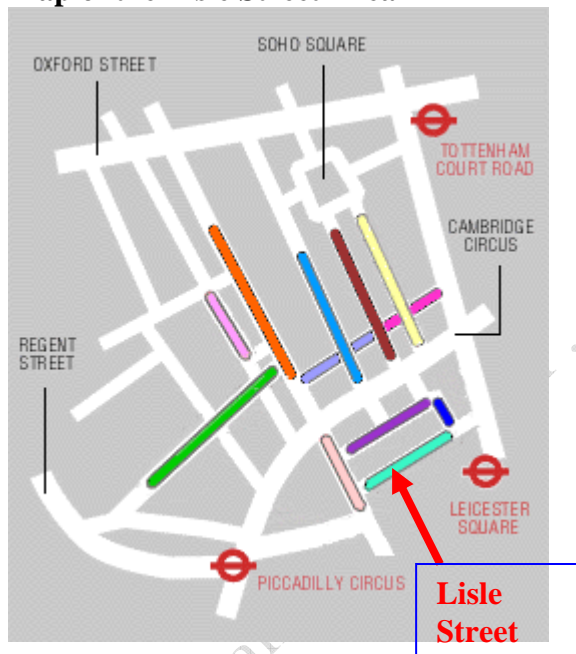 SOHO SQUARE
OXFORD STREET
TOTTENHAM
COURT ROAD
CAMBRIDGE
CIRCUS
REGENT
STREET
LEICESTER
SQUARE
PICCADILLY CIRCUS
Lisle
Street